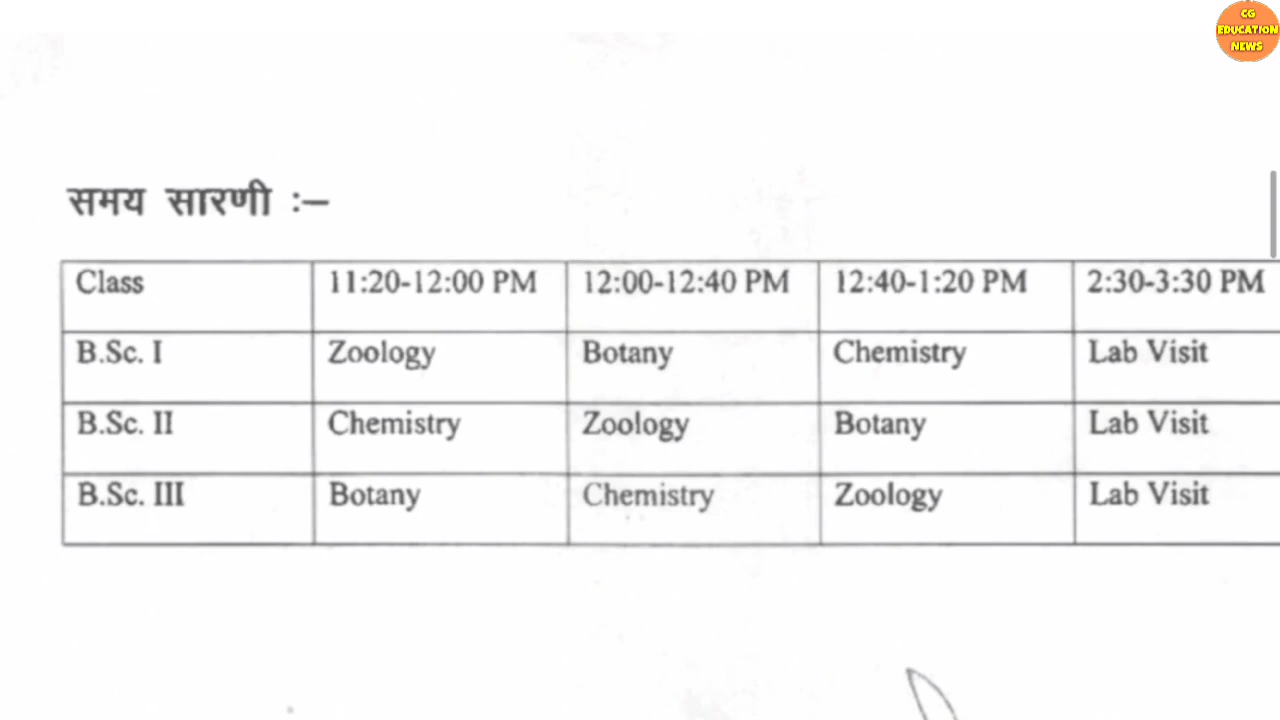 CG
EDUCATION
NEWS
समय सारणी :–
Class 11:20-12:00 PM 12:00-12:40 PM 12:40-1:20 PM 2:30-3:30 PM
B.Sc. I Zoology Botany Chemistry Lab Visit
B.Sc. II Chemistry Zoology Botany Lab Visit
B.Sc. III Botany Chemistry Zoology Lab Visit